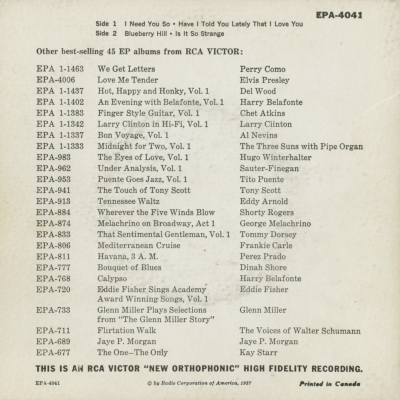 EPA-4041
Side 1 I Need You So • Have I Told You Lately That I Love You
Side 2 Blueberry Hill • Is It So Strange
Other best-selling 45 EP albums from RCA VICTOR:
EPA 1-1463 We Get Letters Perry Como
EPA-4006 Love Me Tender Elvis Presley
EPA 1-1437 Hot, Happy and Honky, Vol. 1 Del Wood
EPA 1-1402 An Evening with Belafonte, Vol. 1 Harry Belafonte
EPA 1-1383 Finger Style Guitar, Vol. 1 Chet Atkins
EPA 1-1342 Larry Clinton in Hi-Fi, Vol. 1 Larry Clinton
EPA 1-1337 Bon Voyage, Vol. 1 Al Nevins
EPA 1-1333 Midnight for Two, Vol. 1 The Three Suns with Pipe Organ
EPA-983 The Eyes of Love, Vol. 1 Hugo Winterhalter
EPA-962 Under Analysis, Vol. 1 Sauter-Finegan
EPA-953 Puente Goes Jazz, Vol. 1 Tito Puente
EPA-941 The Touch of Tony Scott Tony Scott
EPA-913 Tennessee Waltz Eddy Arnold
EPA-884 Wherever the Five Winds Blow Shorty Rogers
EPA-874 Melachrino on Broadway, Act 1 George Melachrino
EPA-833 That Sentimental Gentleman, Vol. 1 Tommy Dorsey
EPA-806 Mediterranean Cruise Frankie Carle
EPA-811 Havana, 3 A.M. Perez Prado
EPA-777 Bouquet of Blues Dinah Shore
EPA-768 Calypso Harry Belafonte
EPA-720 Eddie Fisher Sings Academy Eddie Fisher
Award Winning Songs, Vol. 1
EPA-733 Glenn Miller Plays Selections Glenn Miller
from "The Glenn Miller Story"
EPA-711 Flirtation Walk The Voices of Walter Schumann
EPA-689 Jaye P. Morgan Jaye P. Morgan
EPA-677 The One—The Only Kay Starr
THIS IS AN RCA VICTOR "NEW ORTHOPHONIC" HIGH FIDELITY RECORDING.
EPA-4041 © by Radio Corporation of America, 1957 Printed in Canada